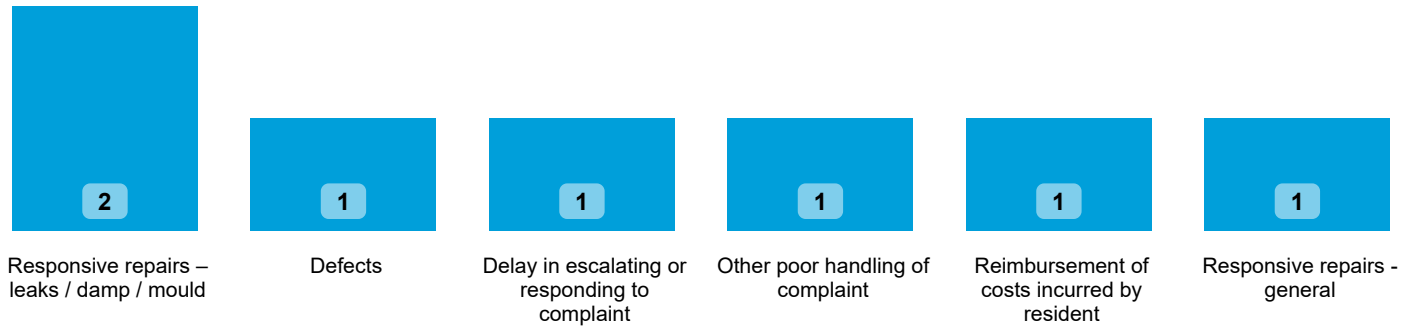 2
1
1
1
1
1
Responsive repairs –
leaks / damp / mould
Defects
Delay in escalating or
responding to
complaint
Other poor handling of
complaint
Reimbursement of
costs incurred by
resident
Responsive repairs -
general